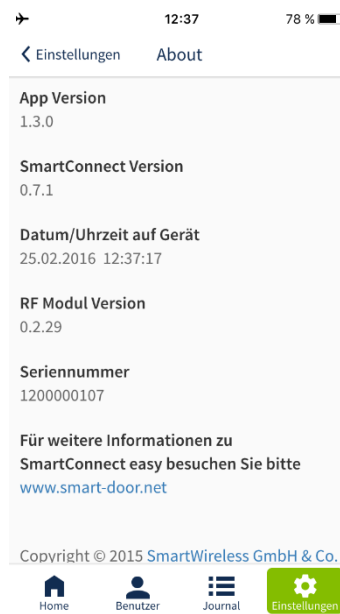 12:37
78 %
Einstellungen
About
App Version
1.3.0
SmartConnect Version
0.7.1
Datum/Uhrzeit auf Gerät
25.02.2016 12:37:17
RF Modul Version
0.2.29
Seriennummer
1200000107
Für weitere Informationen zu
SmartConnect easy besuchen Sie bitte
www.smart-door.net
Copyright © 2015 SmartWireless GmbH & Co.
Home
Benutzer
Journal
Einstellungen